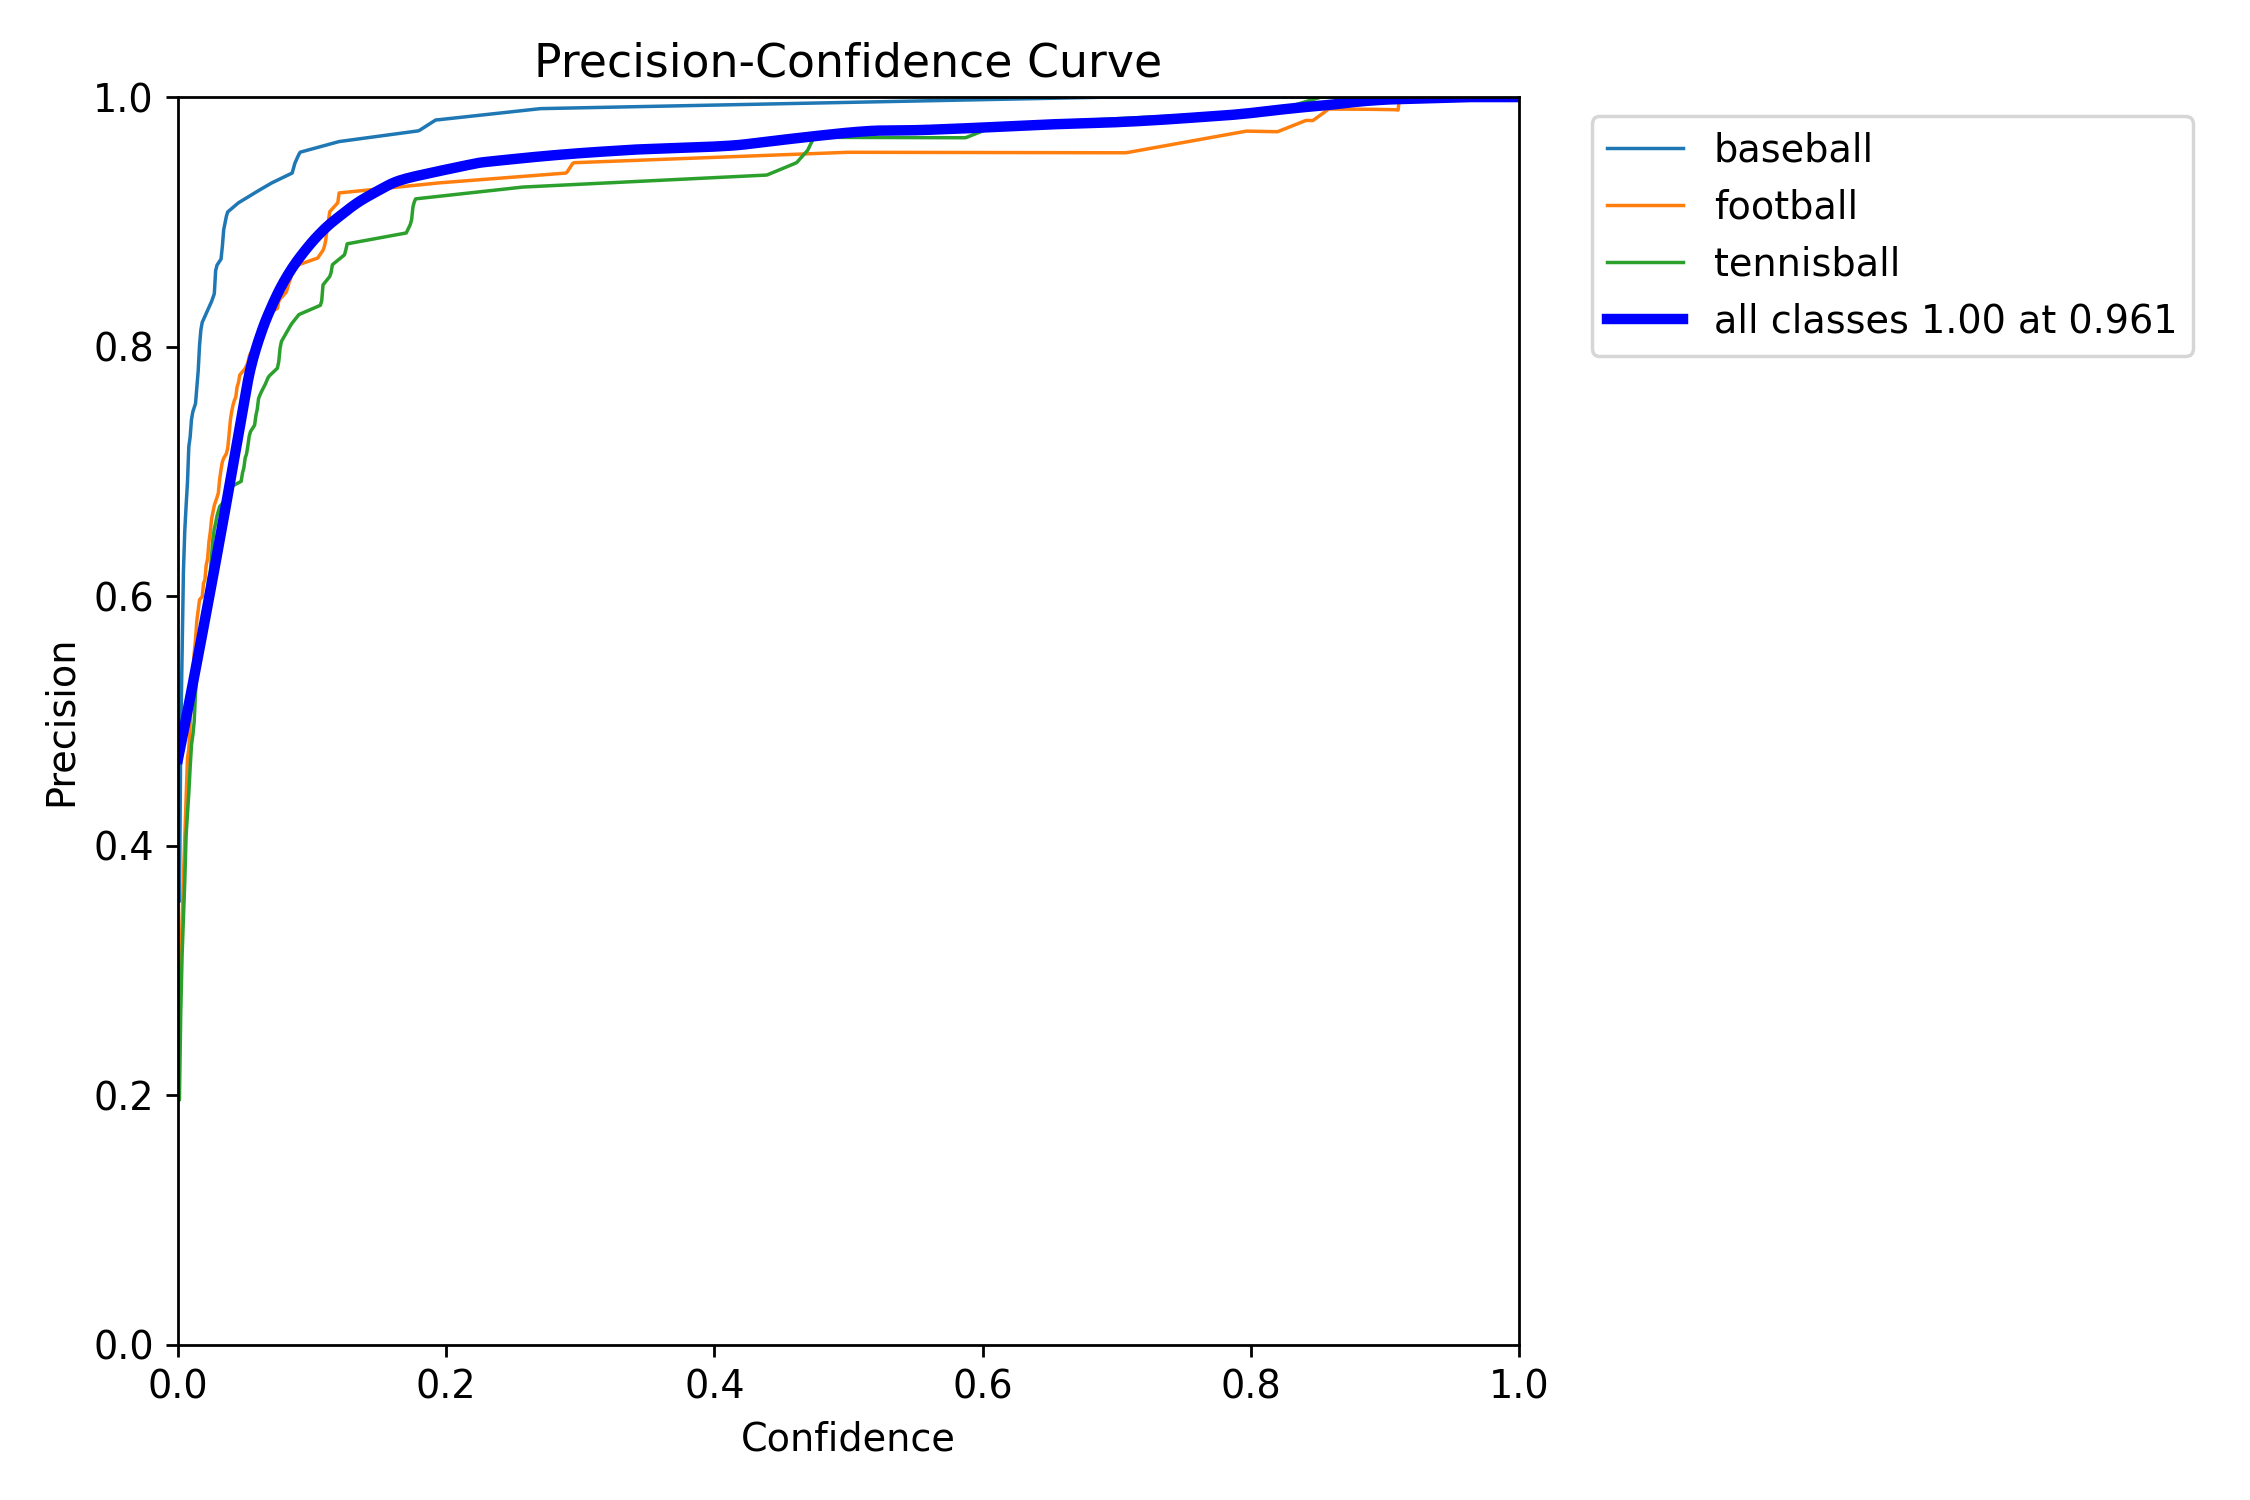 Precision-Confidence Curve
1.0
0.8
0.6
0.4
0.2
0.0
Precision
0.0 0.2 0.4 0.6 0.8 1.0
Confidence
baseball
football
tennisball
all classes 1.00 at 0.961